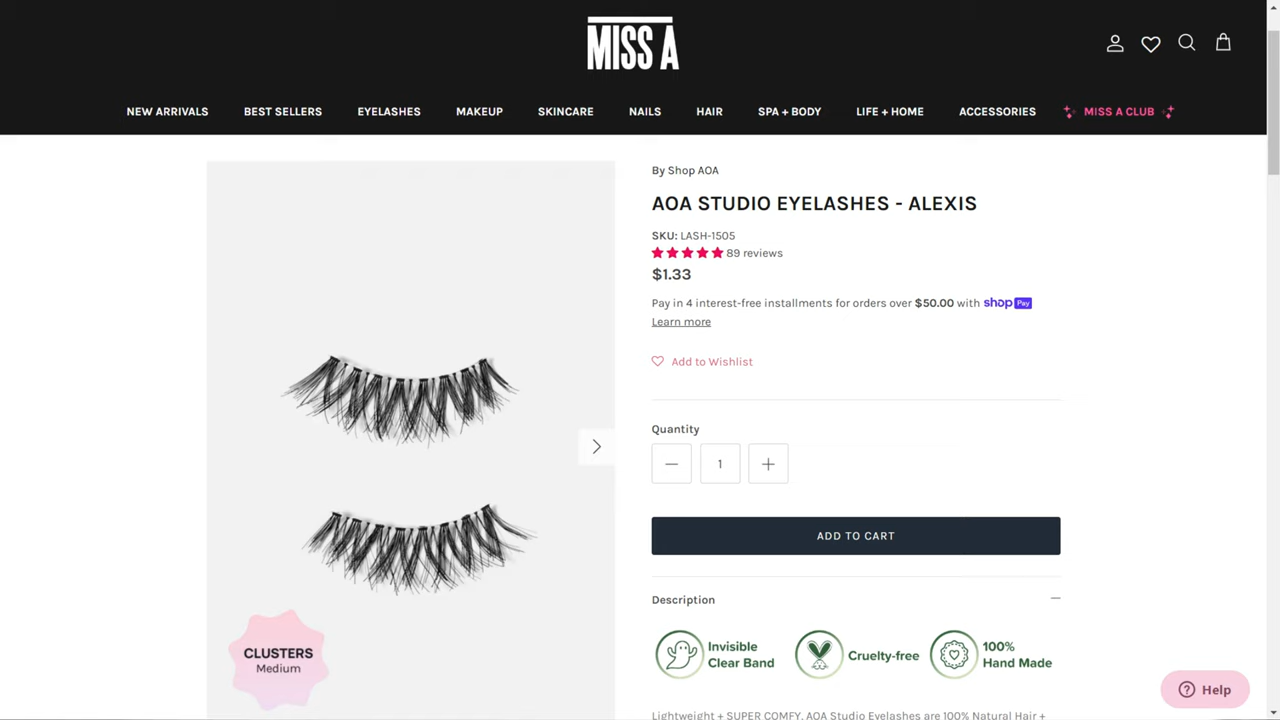 MISS A
NEW ARRIVALS BEST SELLERS EYELASHES MAKEUP SKINCARE NAILS HAIR SPA + BODY LIFE + HOME ACCESSORIES MISS A CLUB
By Shop AOA
AOA STUDIO EYELASHES - ALEXIS
SKU: LASH-1505
89 reviews
$1.33
Pay in 4 interest-free installments for orders over $50.00 with shop Pay
Learn more
Add to Wishlist
Quantity
1
ADD TO CART
Description
Invisible
Clear Band
Cruelty-free
100%
Hand Made
CLUSTERS
Medium
Help
Lightweight + SUPER COMFY, AOA Studio Eyelashes are 100% Natural Hair +